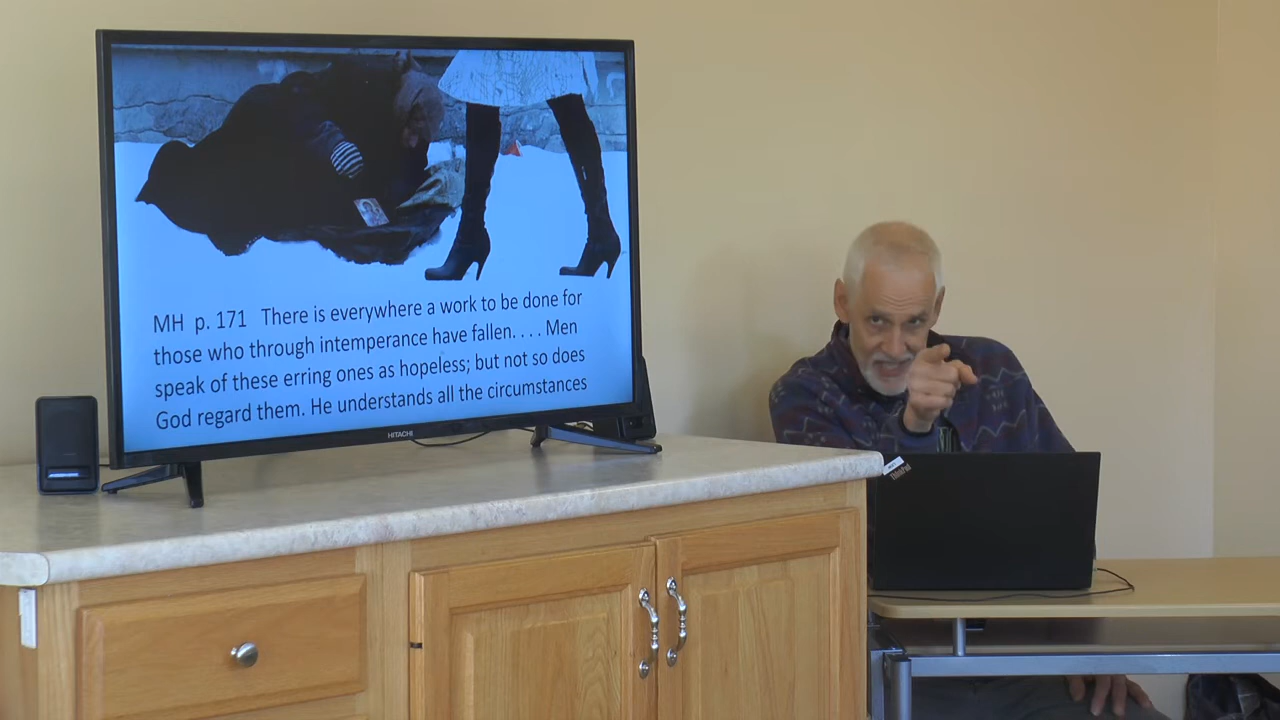 MH p. 171 There is everywhere a work to be done for
those who through intemperance have fallen. . . . Men
speak of these erring ones as hopeless; but not so does
God regard them. He understands all the circumstances
HITACHI
ThinkPad